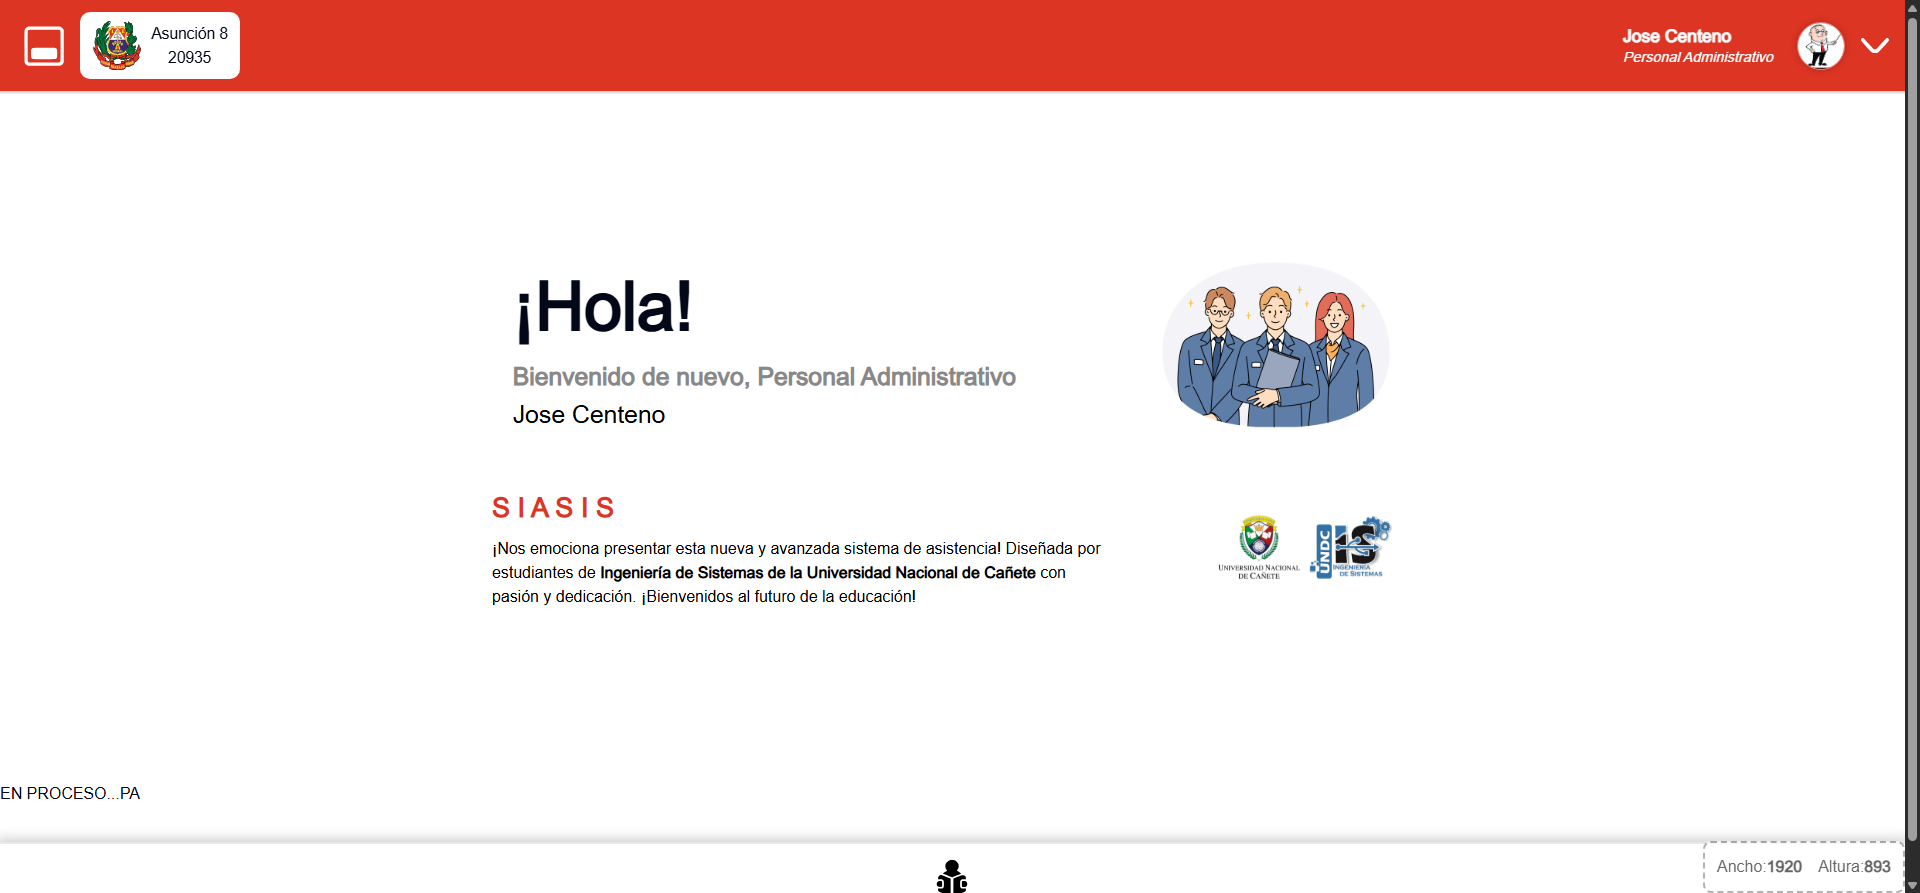 Asunción 8
20935
Jose Centeno
Personal Administrativo
¡Hola!
Bienvenido de nuevo, Personal Administrativo
Jose Centeno
SIASIS
¡Nos emociona presentar esta nueva y avanzada sistema de asistencia! Diseñada por
estudiantes de Ingeniería de Sistemas de la Universidad Nacional de Cañete con
pasión y dedicación. ¡Bienvenidos al futuro de la educación!
UNIVERSIDAD NACIONAL
DE CAÑETE
UNDC
IS
INGENIERÍA
DE SISTEMAS
EN PROCESO...PA
Ancho:1920 Altura:893